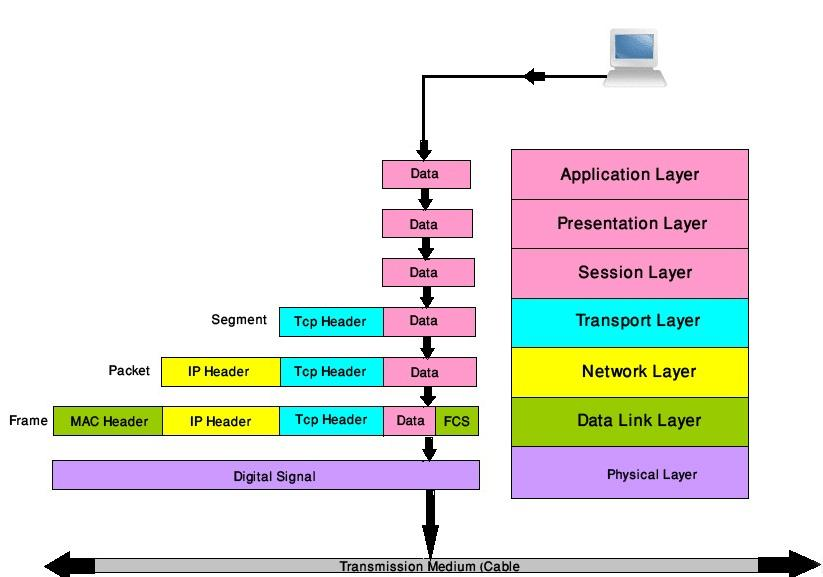 Data Application Layer
Data Presentation Layer
Data Session Layer
Segment Tcp Header Data Transport Layer
Packet IP Header Tcp Header Data Network Layer
Frame MAC Header IP Header Tcp Header Data FCS Data Link Layer
Digital Signal Physical Layer
Transmission Medium (Cable